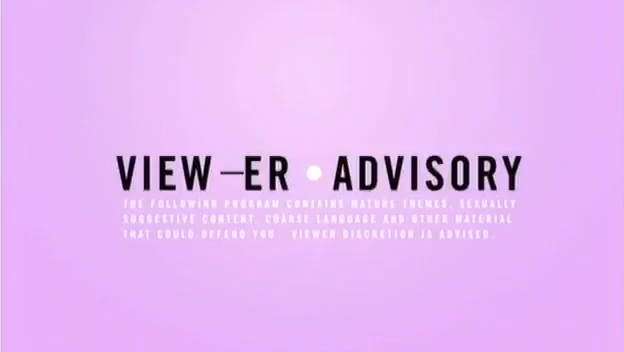 VIEW—ER • ADVISORY
THE FOLLOWING PROGRAM CONTAINS MATURE THEMES, SEXUALLY
SUGGESTIVE CONTENT, COARSE LANGUAGE AND OTHER MATERIAL
THAT COULD OFFEND YOU. VIEWER DISCRETION IS ADVISED.